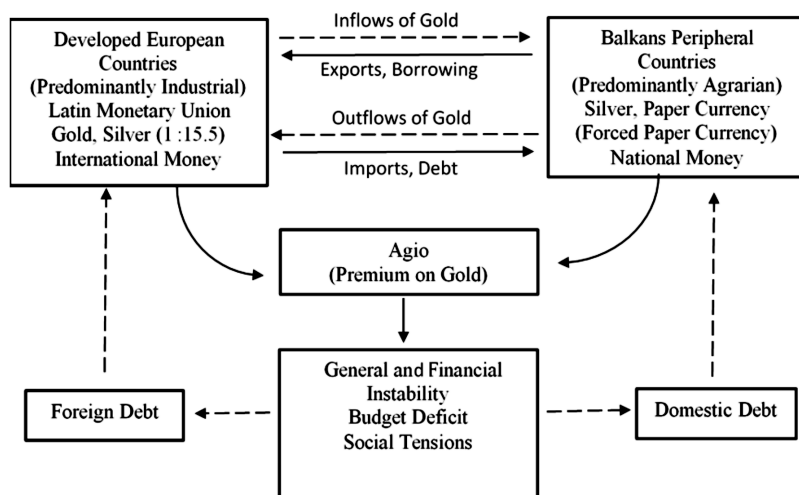 Developed European
Countries
(Predominantly Industrial)
Latin Monetary Union
Gold, Silver (1 :15.5)
International Money
Inflows of Gold
Exports, Borrowing
Outflows of Gold
Imports, Debt
Balkans Peripheral
Countries
(Predominantly Agrarian)
Silver, Paper Currency
(Forced Paper Currency)
National Money
Agio
(Premium on Gold)
General and Financial
Instability
Budget Deficit
Social Tensions
Foreign Debt
Domestic Debt